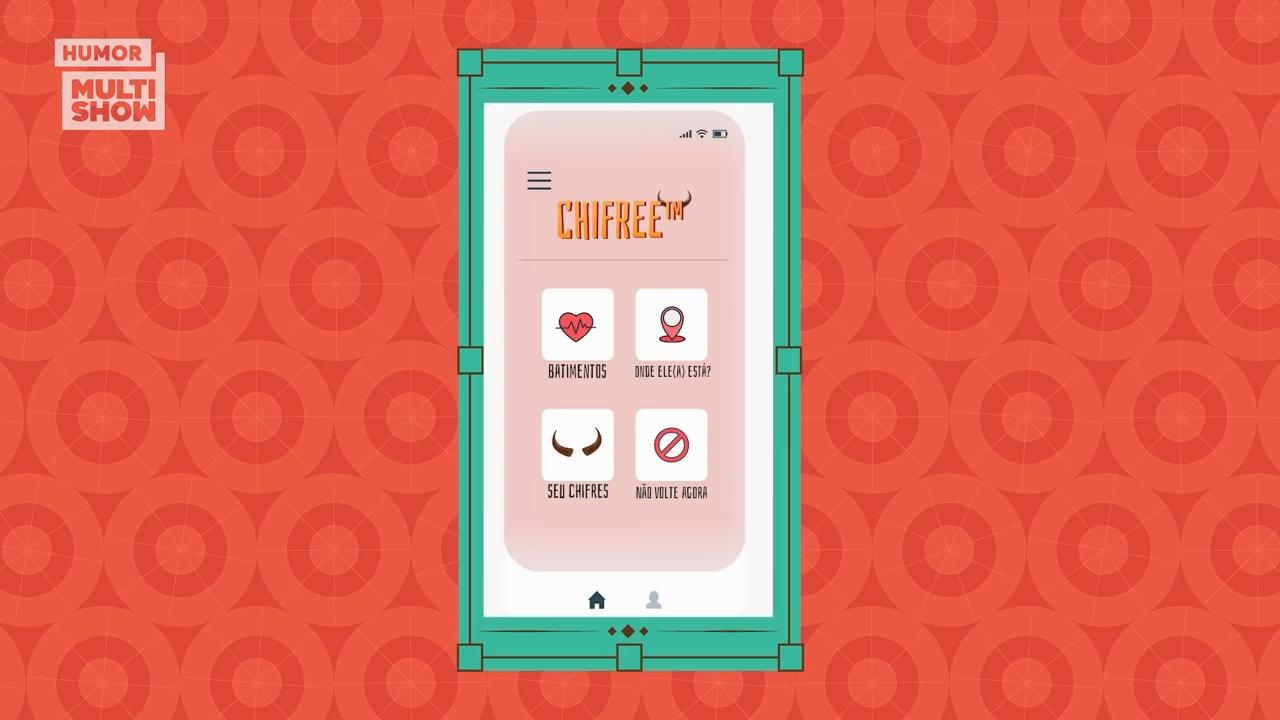 HUMOR
MULTI
SHOW
CHIFREE™
BATIMENTOS
ONDE ELE(A) ESTÁ?
SEU CHIFRES
NÃO VOLTE AGORA